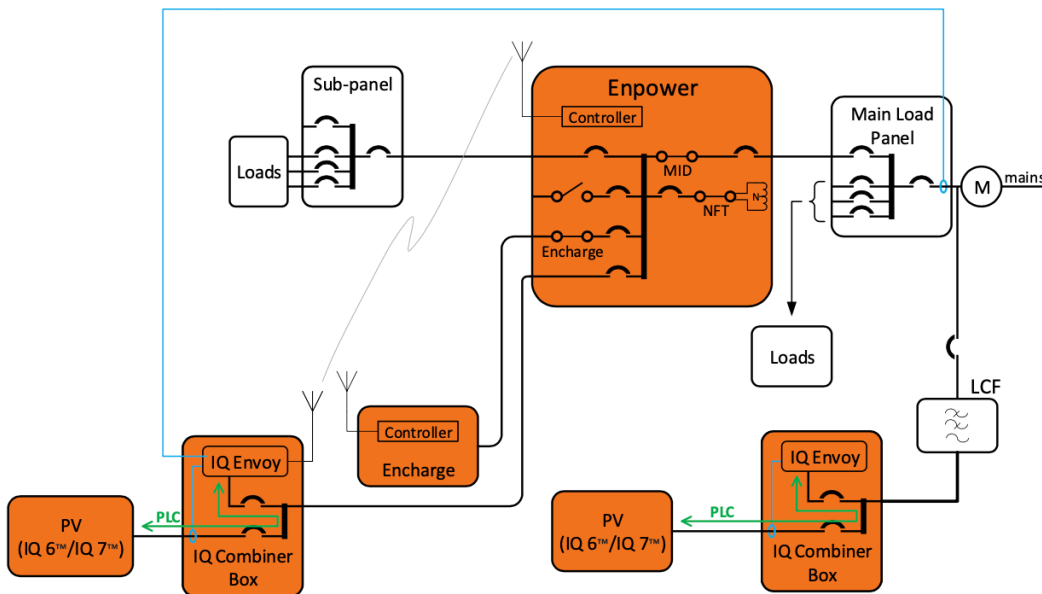 Sub-panel
Loads
Enpower
Controller
MID
NFT
N
Encharge
Main Load
Panel
M
mains
Loads
LCF
Controller
Encharge
IQ Envoy
PLC
PV
(IQ 6™/IQ 7™)
IQ Combiner
Box
IQ Envoy
PLC
PV
(IQ 6™/IQ 7™)
IQ Combiner
Box